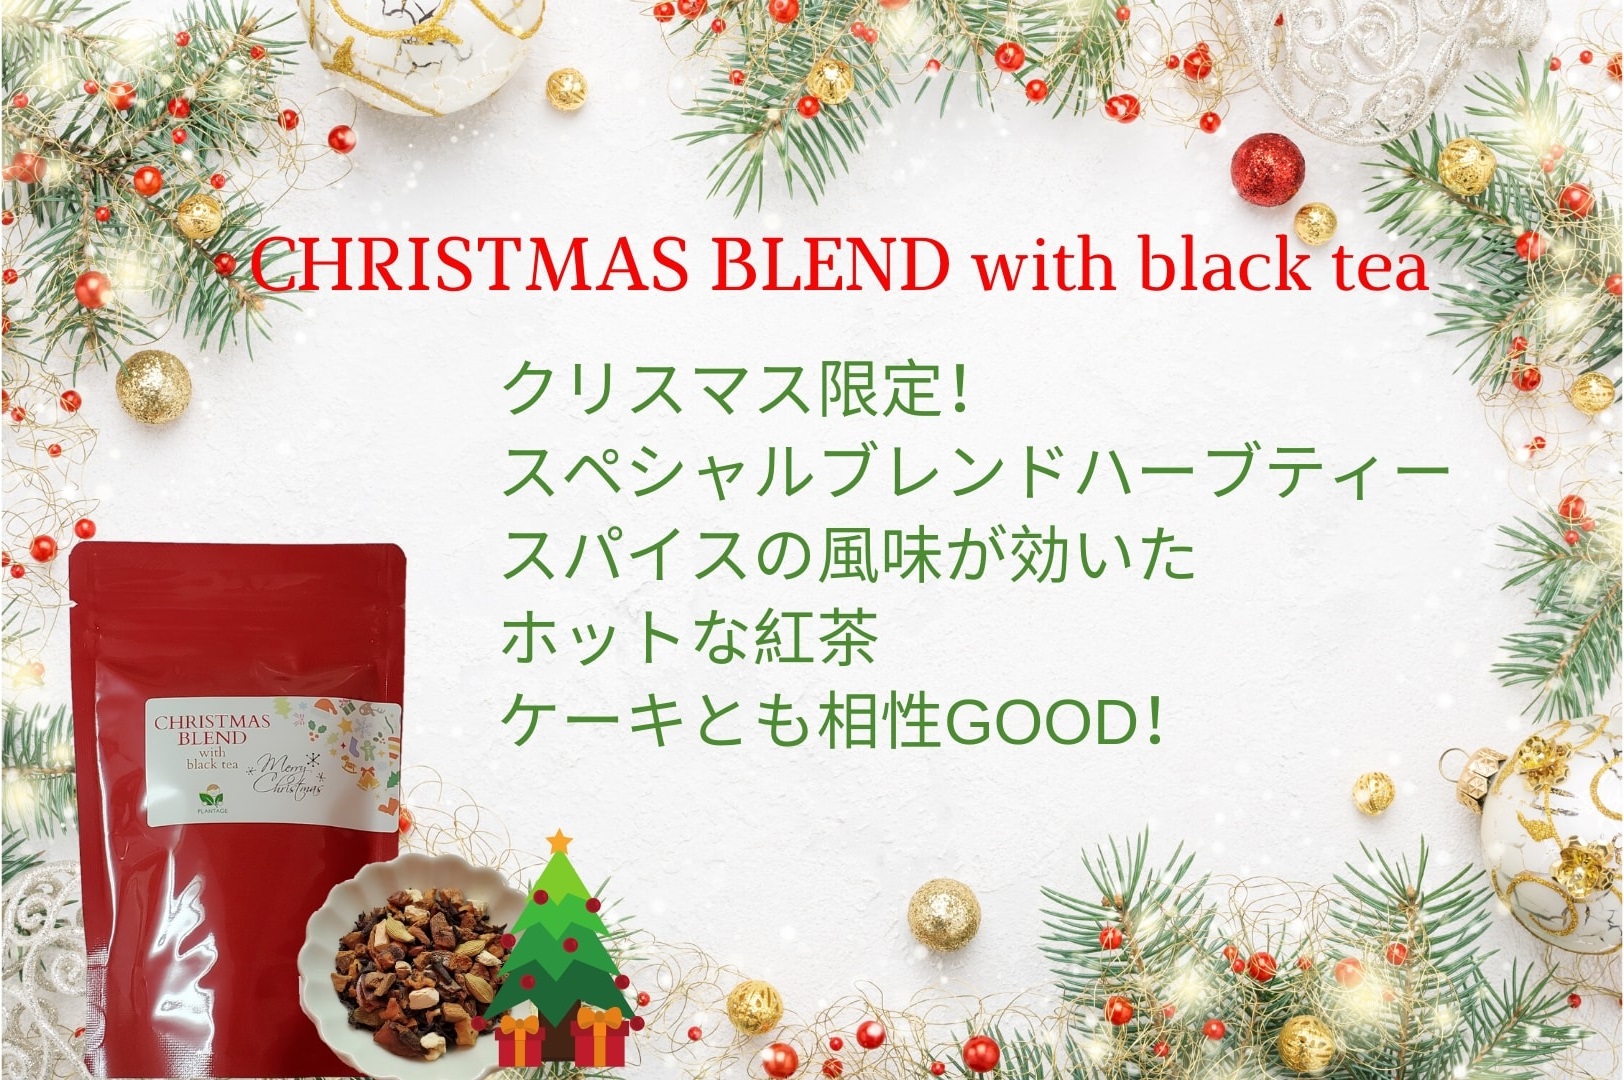 CHRISTMAS BLEND with black tea
クリスマス限定!
スペシャルブレンドハーブティー
スパイスの風味が効いた
ホットな紅茶
ケーキとも相性GOOD!
CHRISTMAS
BLEND
with
black tea
Merry
Christmas
PLANTAGE